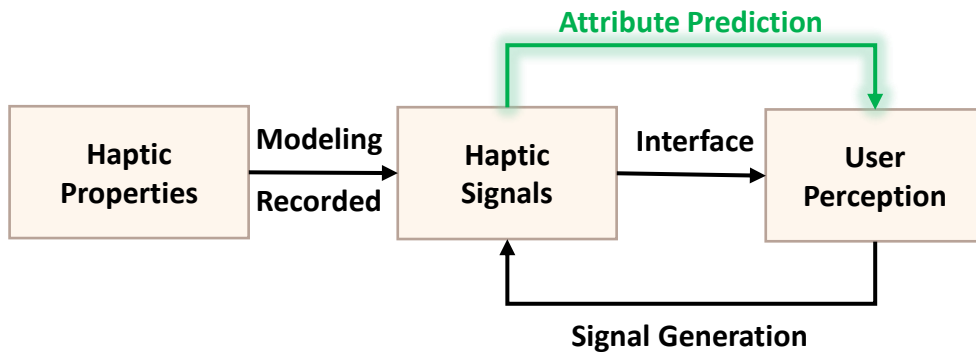 Attribute Prediction
Haptic
Properties
Modeling
Recorded
Haptic
Signals
Interface
User
Perception
Signal Generation